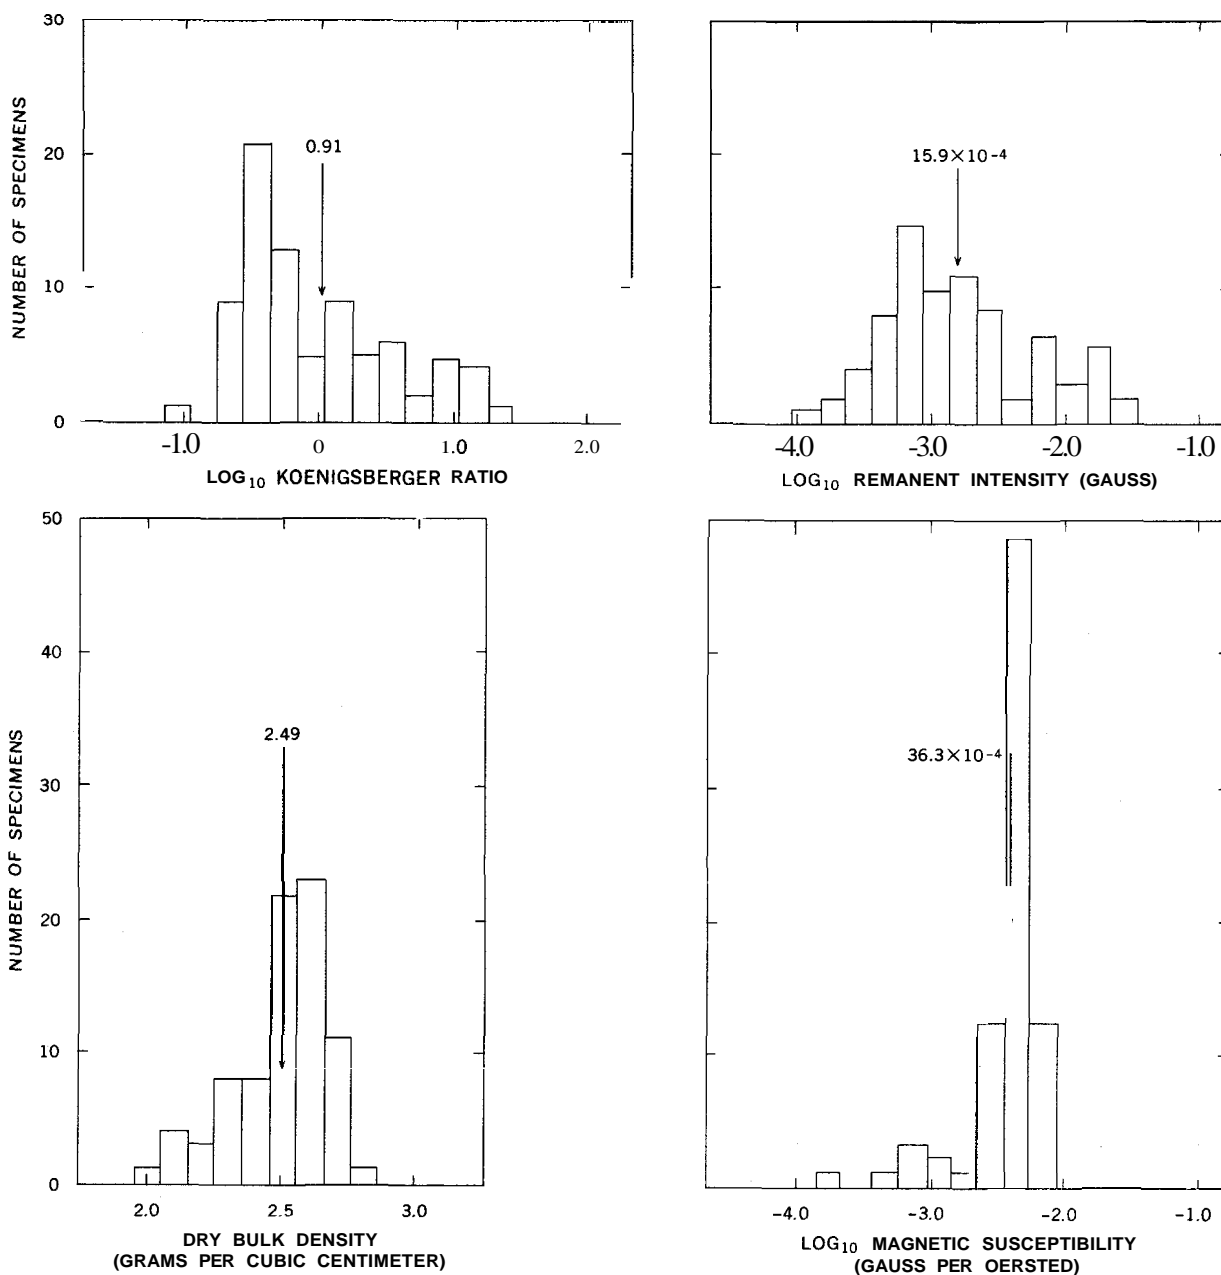 30
20
10
0
NUMBER OF SPECIMENS
0.91
-1.0 0 1.0 2.0
LOG₁₀ KOENIGSBERGER RATIO
15.9×10⁻⁴
-4.0 -3.0 -2.0 -1.0
LOG₁₀ REMANENT INTENSITY (GAUSS)
50
40
30
20
10
0
NUMBER OF SPECIMENS
2.49
2.0 2.5 3.0
DRY BULK DENSITY
(GRAMS PER CUBIC CENTIMETER)
36.3×10⁻⁴
-4.0 -3.0 -2.0 -1.0
LOG₁₀ MAGNETIC SUSCEPTIBILITY
(GAUSS PER OERSTED)